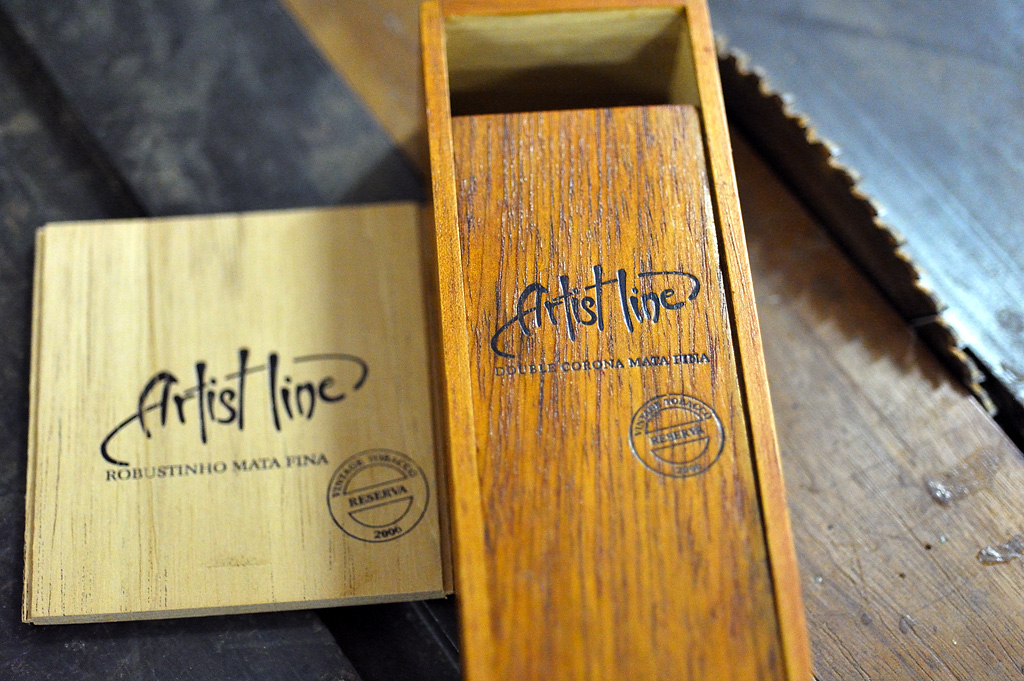 Artist line
ROBUSTINHO MATA FINA
VINTAGE TOBACCO
RESERVA
2006
Artist line
DOUBLE CORONA MATA FINA
VINTAGE TOBACCO
RESERVA
2006